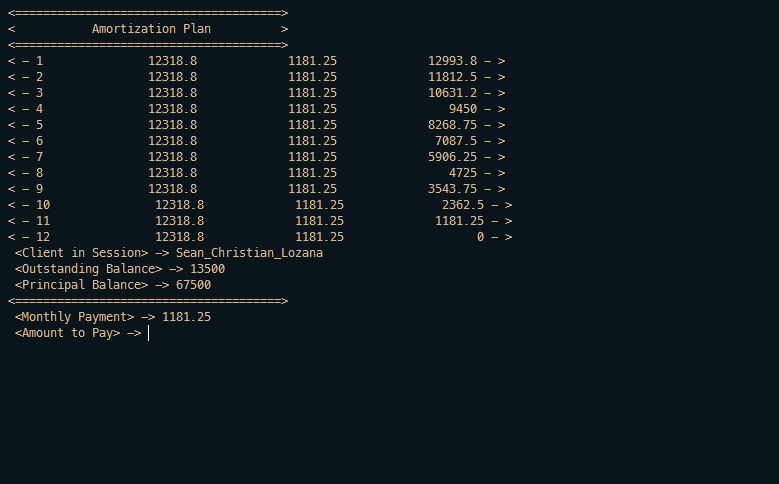 <======================================>
<           Amortization Plan          >
<======================================>
< — 1               12318.8             1181.25             12993.8 — >
< — 2               12318.8             1181.25             11812.5 — >
< — 3               12318.8             1181.25             10631.2 — >
< — 4               12318.8             1181.25                9450 — >
< — 5               12318.8             1181.25             8268.75 — >
< — 6               12318.8             1181.25              7087.5 — >
< — 7               12318.8             1181.25             5906.25 — >
< — 8               12318.8             1181.25                4725 — >
< — 9               12318.8             1181.25             3543.75 — >
< — 10               12318.8             1181.25              2362.5 — >
< — 11               12318.8             1181.25             1181.25 — >
< — 12               12318.8             1181.25                   0 — >
<Client in Session> —> Sean_Christian_Lozana
<Outstanding Balance> —> 13500
<Principal Balance> —> 67500
<======================================>
<Monthly Payment> —> 1181.25
<Amount to Pay> —>